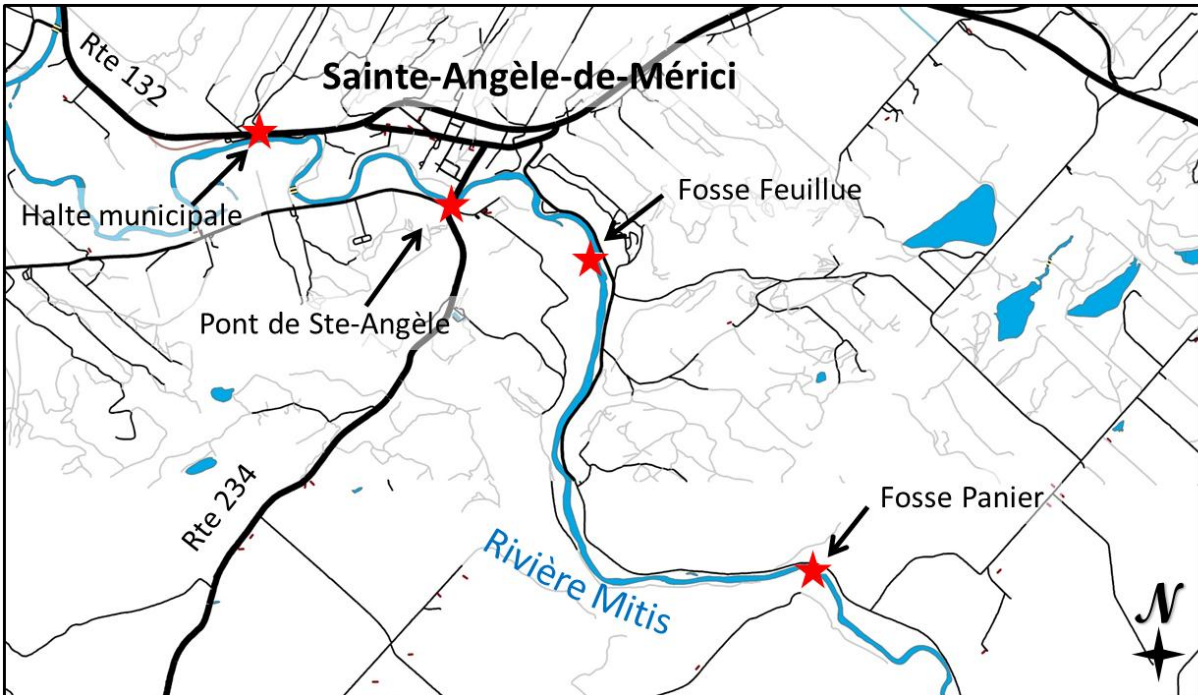 Rte 132
Sainte-Angèle-de-Mérici
Fosse Feuillue
Halte municipale
Pont de Ste-Angèle
Rte 234
Fosse Panier
Rivière Mitis
N